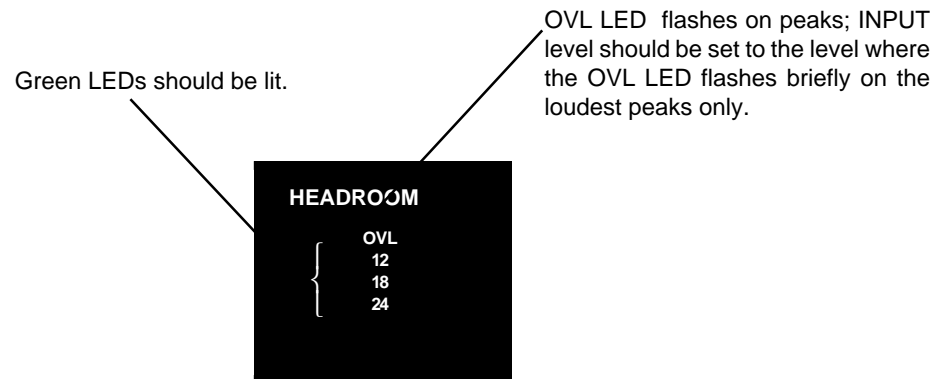 OVL LED flashes on peaks; INPUT
level should be set to the level where
the OVL LED flashes briefly on the
loudest peaks only.
Green LEDs should be lit.
HEADROOM
OVL
12
18
24